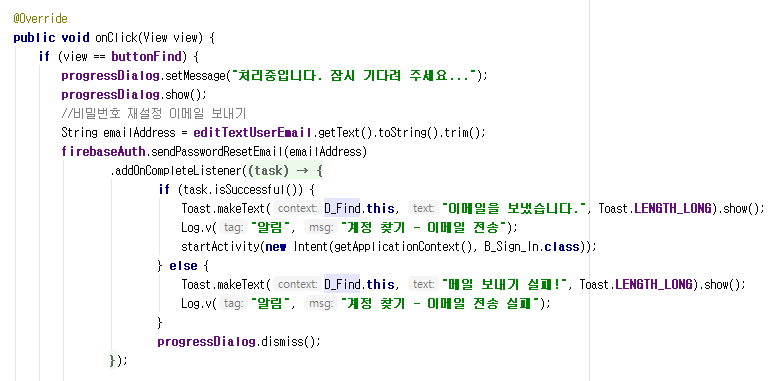 @Override
public void onClick(View view) {
if (view == buttonFind) {
progressDialog.setMessage("처리중입니다. 잠시 기다려 주세요...");
progressDialog.show();
//비밀번호 재설정 이메일 보내기
String emailAddress = editTextUserEmail.getText().toString().trim();
firebaseAuth.sendPasswordResetEmail(emailAddress)
.addOnCompleteListener((task) → {
if (task.isSuccessful()) {
Toast.makeText( context: D_Find.this, text: "이메일을 보냈습니다.", Toast.LENGTH_LONG).show();
Log.v( tag: "알림", msg: "계정 찾기 - 이메일 전송");
startActivity(new Intent(getApplicationContext(), B_Sign_In.class));
} else {
Toast.makeText( context: D_Find.this, text: "메일 보내기 실패!", Toast.LENGTH_LONG).show();
Log.v( tag: "알림", msg: "계정 찾기 - 이메일 전송 실패");
}
progressDialog.dismiss();
});